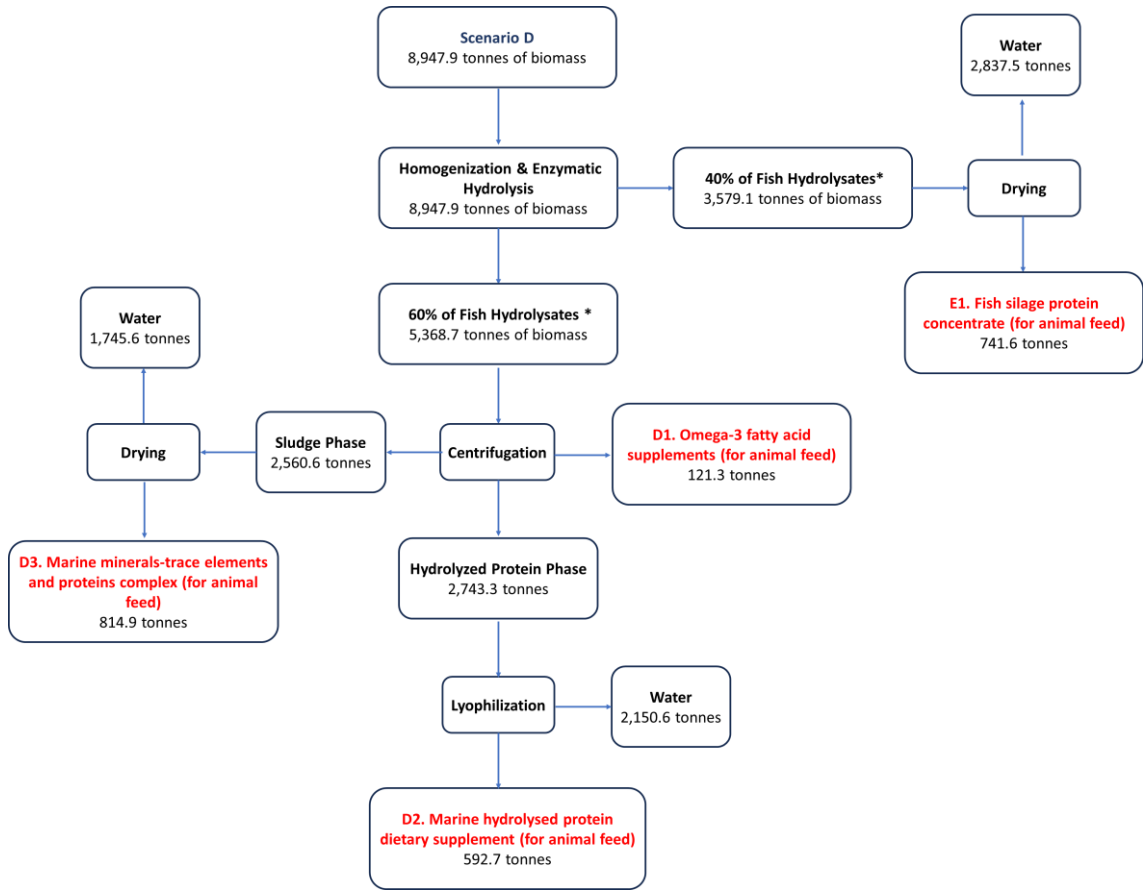 Scenario D
8,947.9 tonnes of biomass
Water
2,837.5 tonnes
Homogenization & Enzymatic
Hydrolysis
8,947.9 tonnes of biomass
40% of Fish Hydrolysates*
3,579.1 tonnes of biomass
Drying
60% of Fish Hydrolysates *
5,368.7 tonnes of biomass
E1. Fish silage protein
concentrate (for animal feed)
741.6 tonnes
Water
1,745.6 tonnes
Drying
Sludge Phase
2,560.6 tonnes
Centrifugation
D1. Omega-3 fatty acid
supplements (for animal feed)
121.3 tonnes
D3. Marine minerals-trace elements
and proteins complex (for animal
feed)
814.9 tonnes
Hydrolyzed Protein Phase
2,743.3 tonnes
Lyophilization
Water
2,150.6 tonnes
D2. Marine hydrolysed protein
dietary supplement (for animal feed)
592.7 tonnes